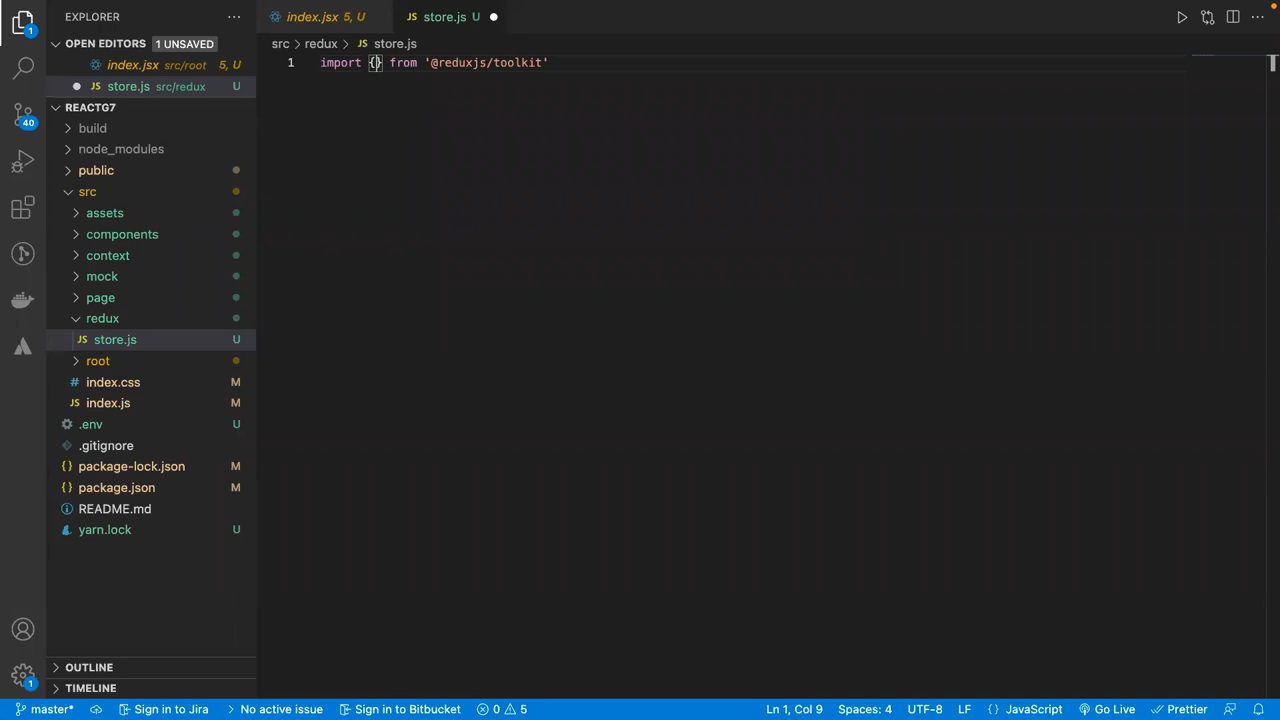 EXPLORER
OPEN EDITORS 1 UNSAVED
index.jsx src/root 5, U
JS store.js src/redux U
REACTG7
build
node_modules
public
src
assets
components
context
mock
page
redux
JS store.js U
root
# index.css M
JS index.js M
.env U
.gitignore
{} package-lock.json M
{} package.json M
README.md
yarn.lock U
OUTLINE
TIMELINE
1
40
1
index.jsx 5, U
JS store.js U
src > redux > JS store.js
1 import {} from '@reduxjs/toolkit'
master* Sign in to Jira No active issue Sign in to Bitbucket 0 5 Ln 1, Col 9 Spaces: 4 UTF-8 LF {} JavaScript Go Live Prettier